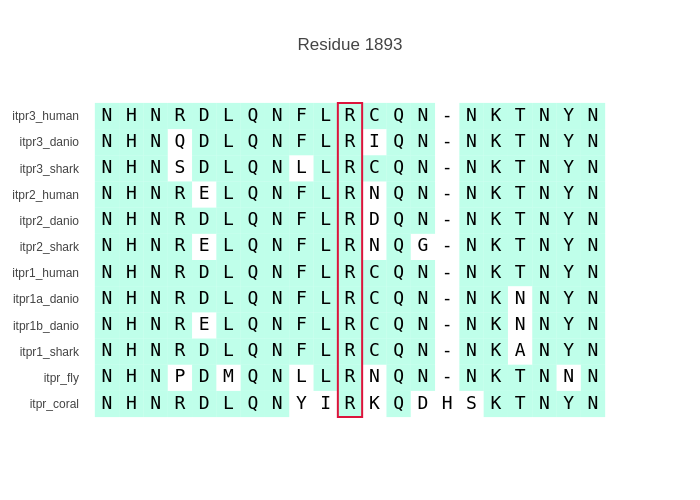 Residue 1893
itpr3_human N H N R D L Q N F L R C Q N - N K T N Y N
itpr3_danio N H N Q D L Q N F L R I Q N - N K T N Y N
itpr3_shark N H N S D L Q N L L R C Q N - N K T N Y N
itpr2_human N H N R E L Q N F L R N Q N - N K T N Y N
itpr2_danio N H N R D L Q N F L R D Q N - N K T N Y N
itpr2_shark N H N R E L Q N F L R N Q G - N K T N Y N
itpr1_human N H N R D L Q N F L R C Q N - N K T N Y N
itpr1a_danio N H N R D L Q N F L R C Q N - N K N N Y N
itpr1b_danio N H N R E L Q N F L R C Q N - N K N N Y N
itpr1_shark N H N R D L Q N F L R C Q N - N K A N Y N
itpr_fly N H N P D M Q N L L R N Q N - N K T N N N
itpr_coral N H N R D L Q N Y I R K Q D H S K T N Y N